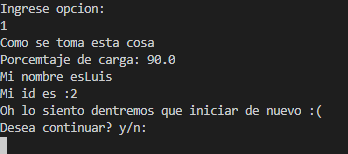 Ingrese opcion:
1
Como se toma esta cosa
Porcemtaje de carga: 90.0
Mi nombre esLuis
Mi id es :2
Oh lo siento dentremos que iniciar de nuevo :(
Desea continuar? y/n: